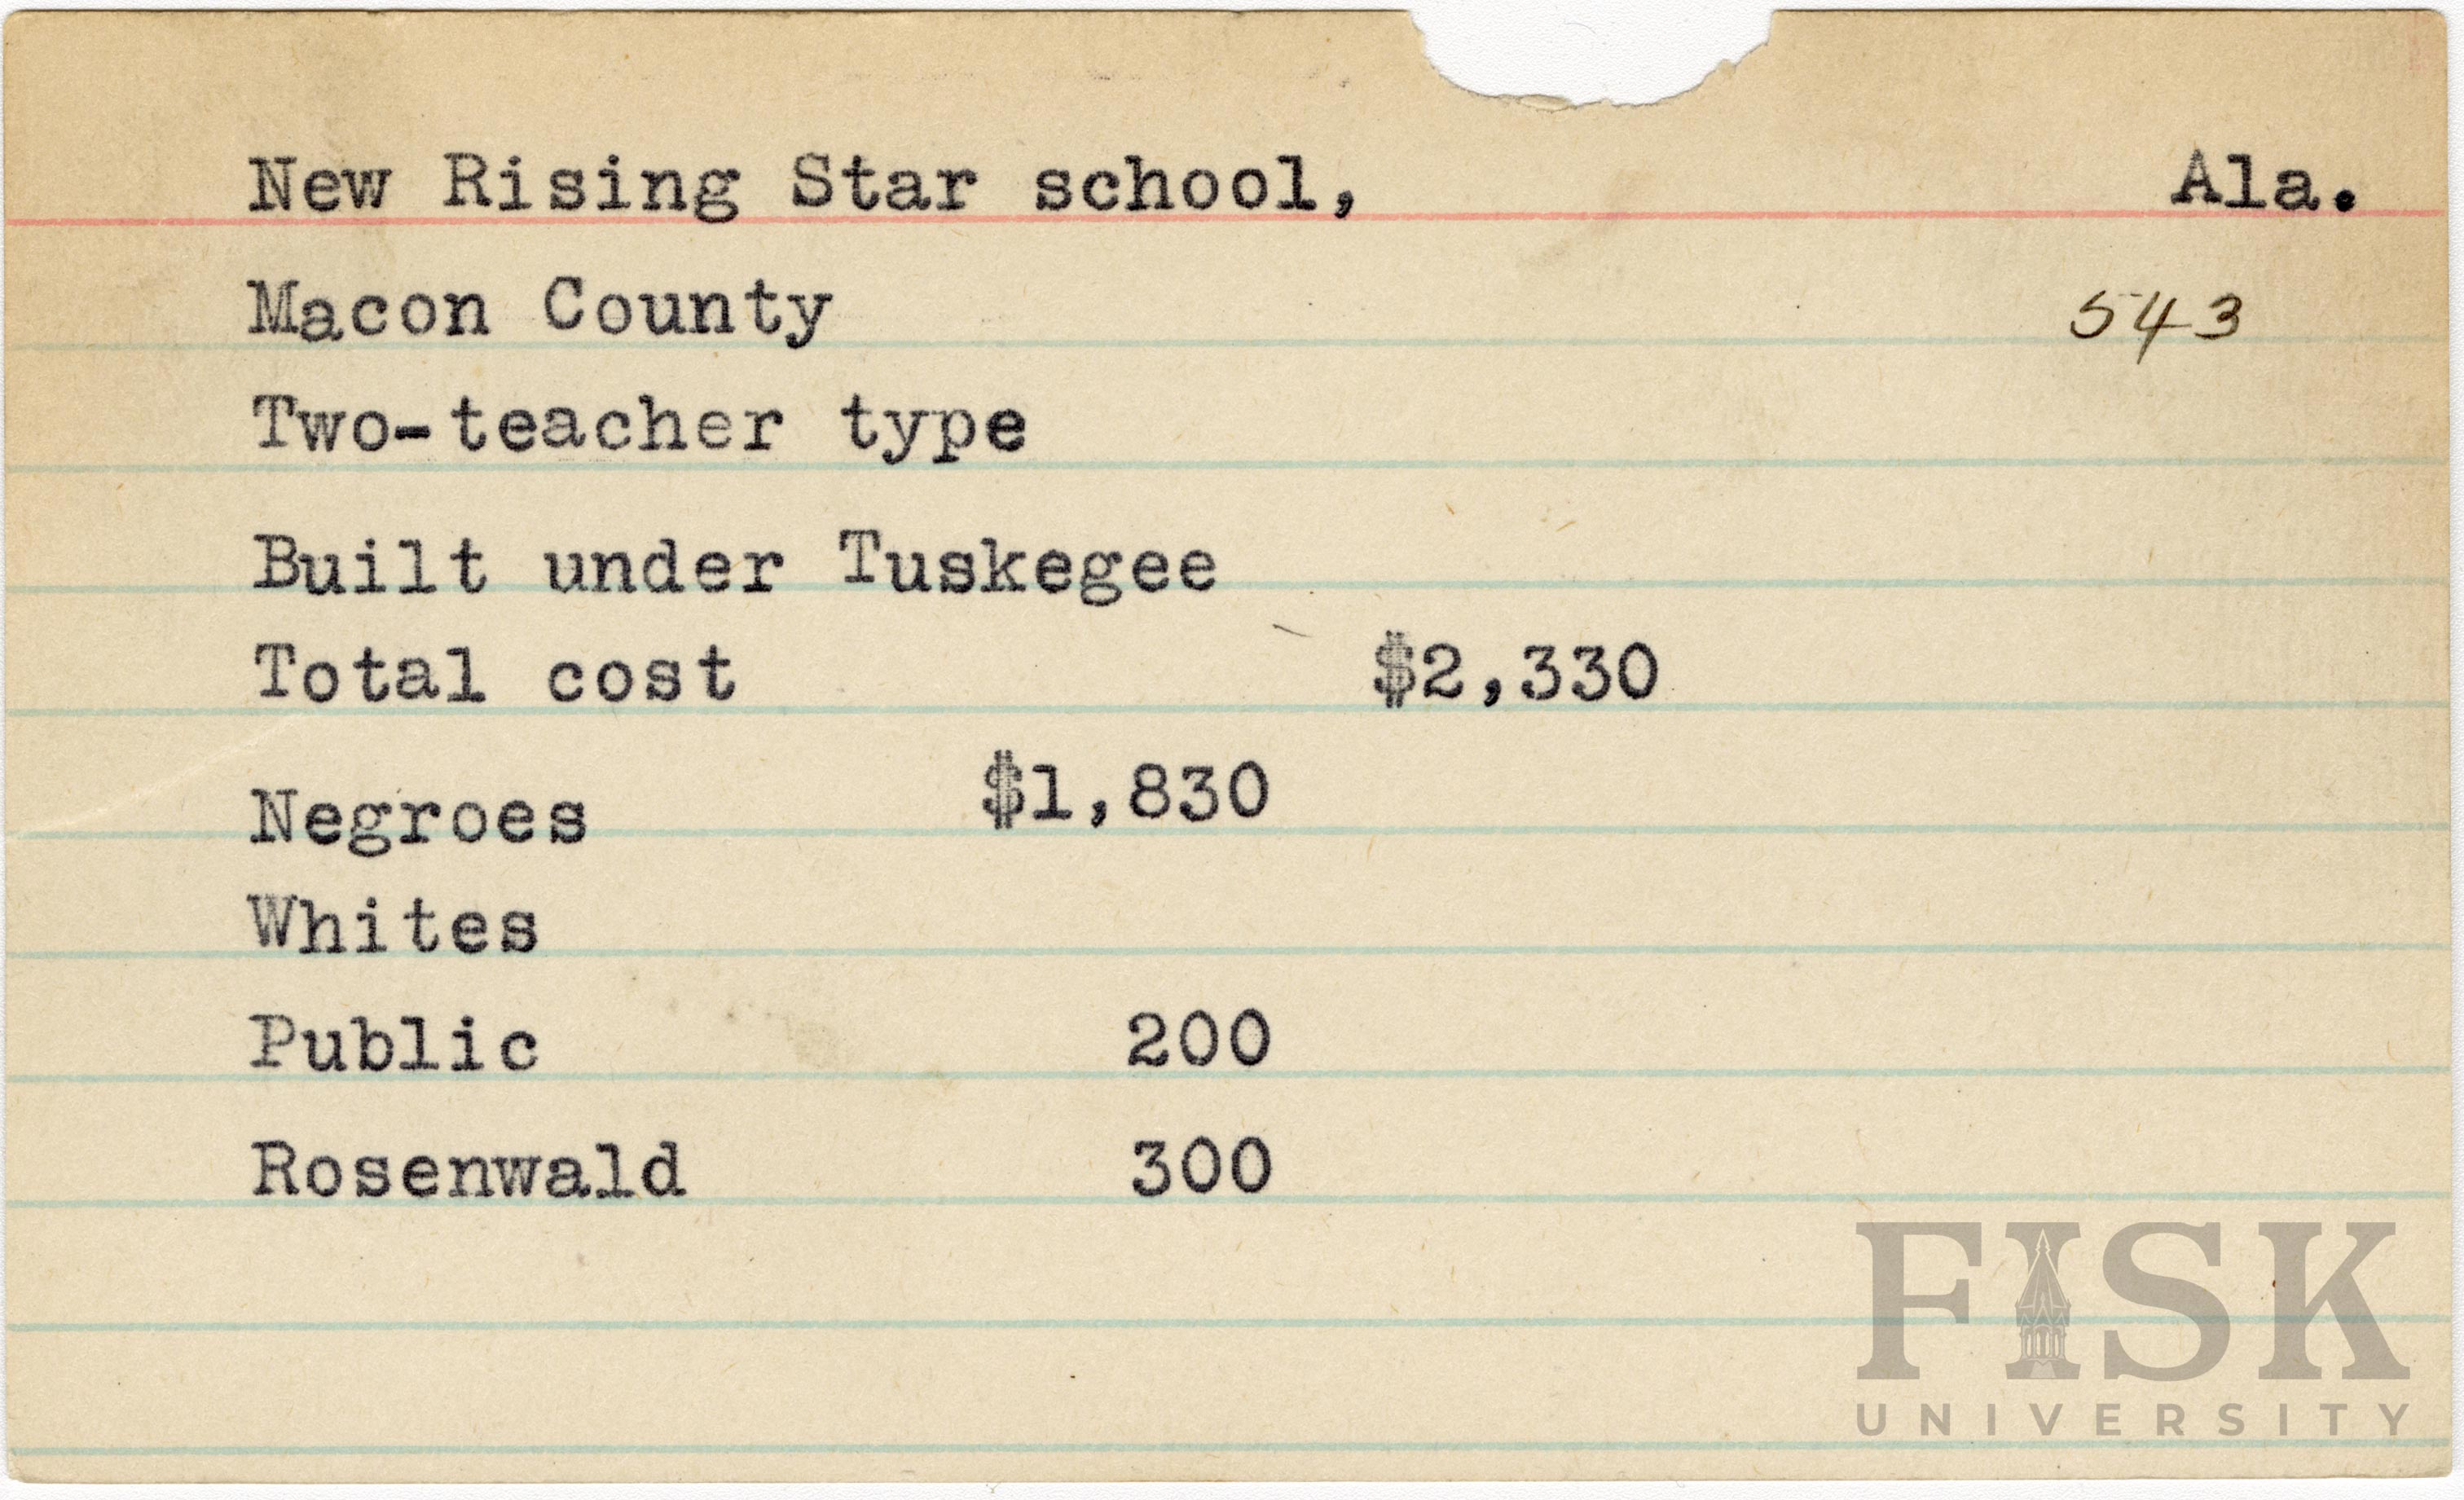 New Rising Star school, Ala.
Macon County 543
Two-teacher type
Built under Tuskegee
Total cost $2,330
Negroes $1,830
Whites
Public 200
Rosenwald 300
FISK
UNIVERSITY